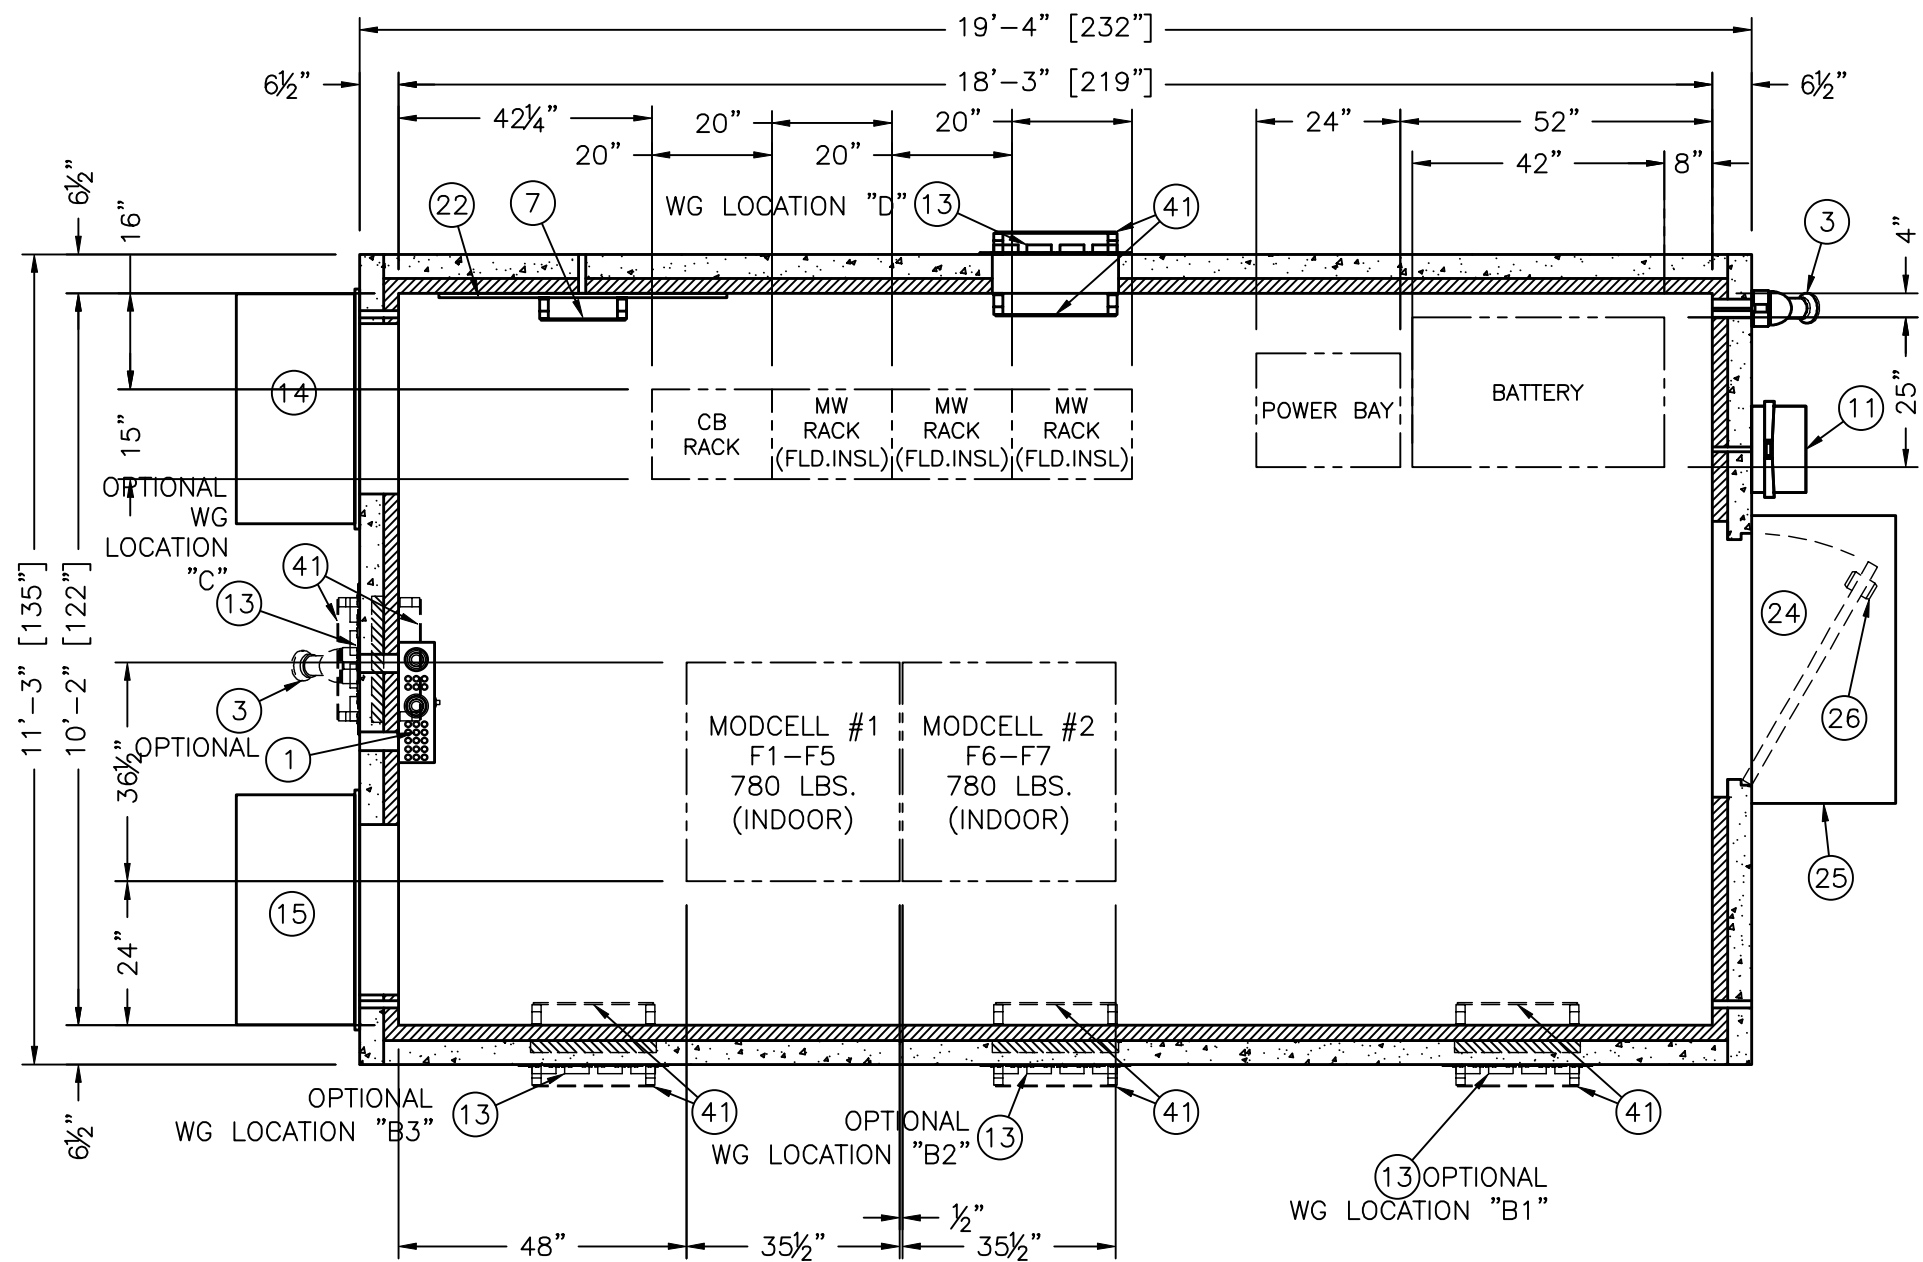 19'-4" [232"]
6½"
18'-3" [219"]
6½"
42¼"
20"
20"
20"
20"
24"
52"
42"
8"
6½"
16"
22
7
WG LOCATION "D"
13
41
3
4"
14
15"
CB
RACK
MW
RACK
(FLD.INSL)
MW
RACK
(FLD.INSL)
MW
RACK
(FLD.INSL)
POWER BAY
BATTERY
11
25"
OPTIONAL
WG
LOCATION
"C"
41
13
11'-3" [135"]
10'-2" [122"]
24
3
OPTIONAL
1
36½"
MODCELL #1
F1-F5
780 LBS.
(INDOOR)
MODCELL #2
F6-F7
780 LBS.
(INDOOR)
26
25
15
24"
6½"
OPTIONAL
WG LOCATION "B3"
13
41
OPTIONAL
WG LOCATION "B2"
13
41
13
OPTIONAL
WG LOCATION "B1"
41
48"
35½"
½"
35½"